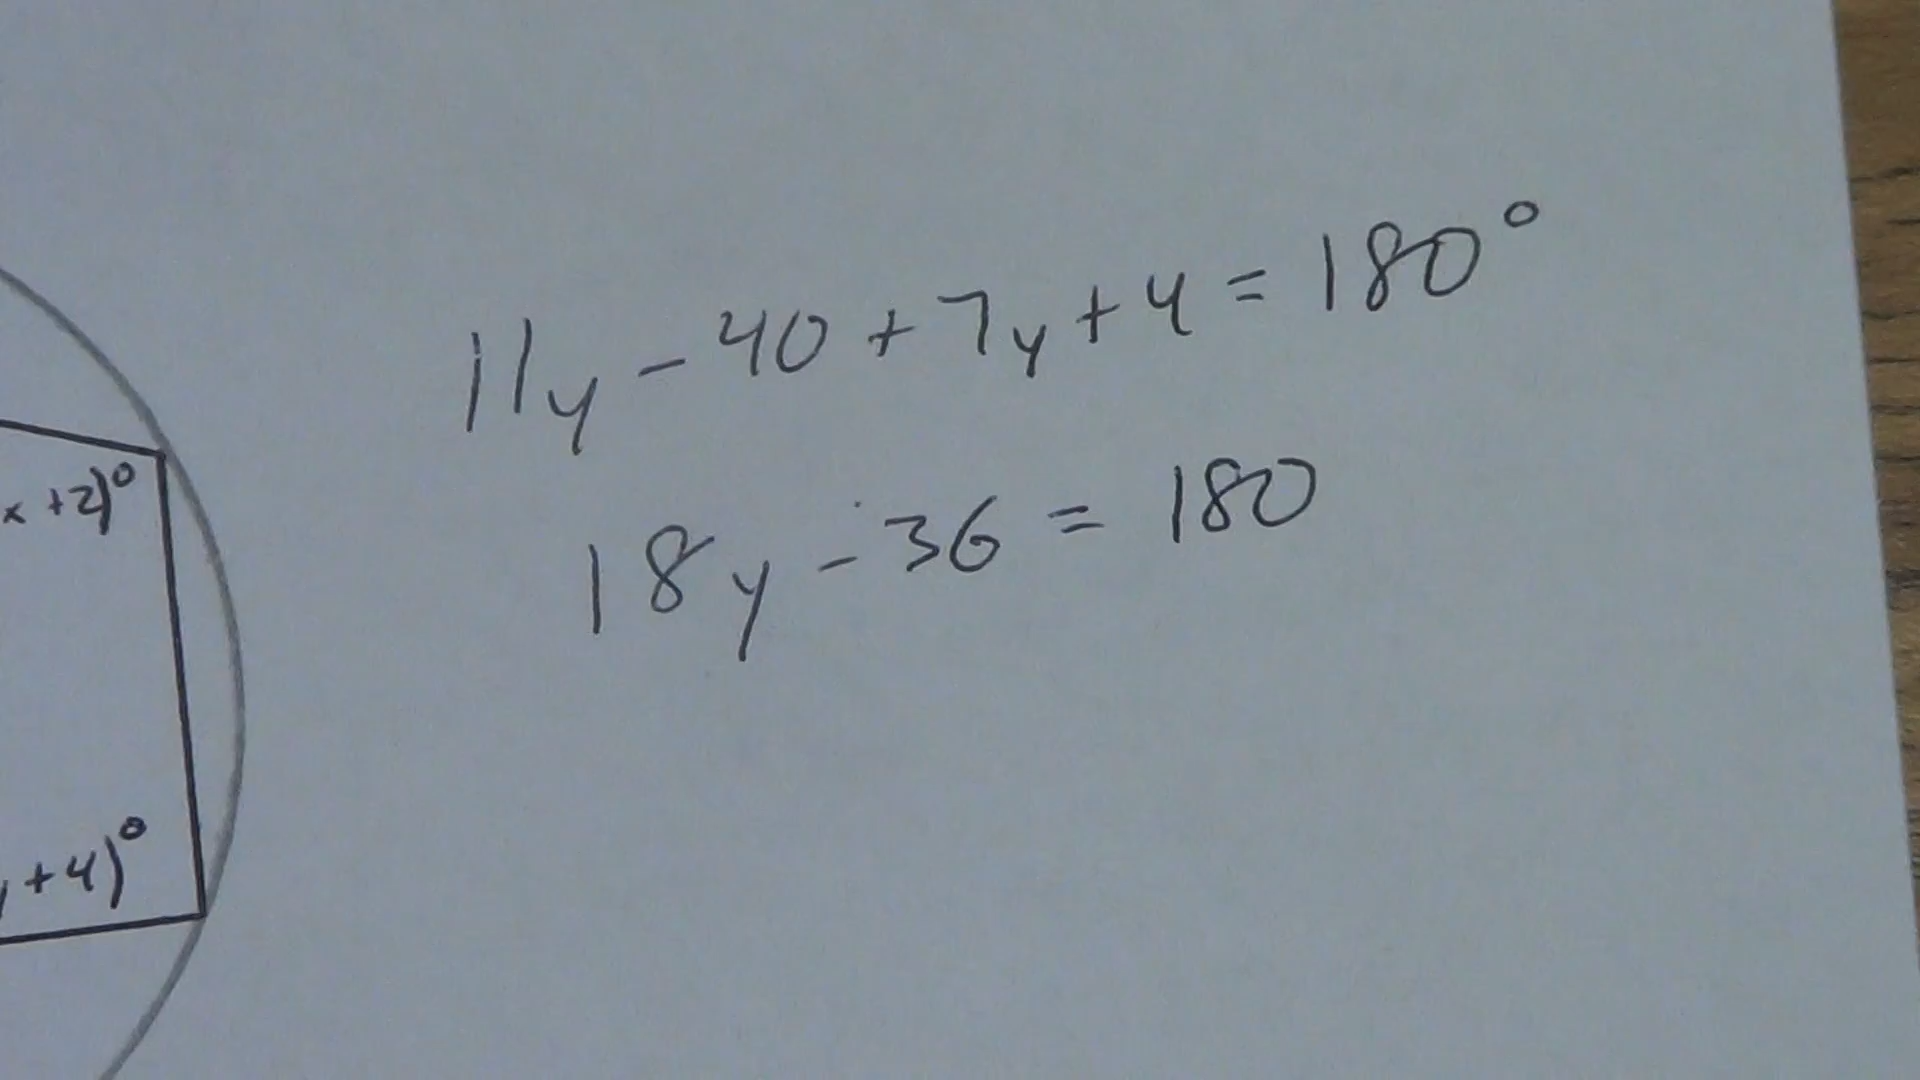 11y - 40 + 7y + 4 = 180°
18y - 36 = 180
x + 2)°
+ 4)°